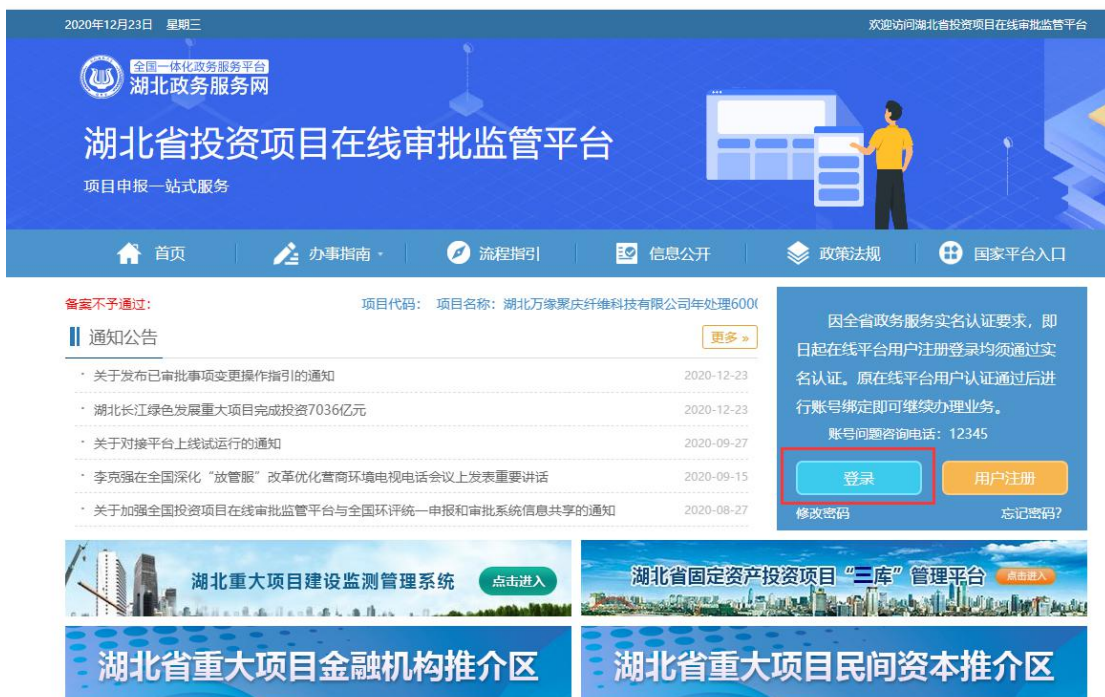 2020年12月23日 星期三
欢迎访问湖北省投资项目在线审批监管平台
全国一体化政务服务平台
湖北政务服务网
湖北省投资项目在线审批监管平台
项目申报一站式服务
首页 办事指南 流程指引 信息公开 政策法规 国家平台入口
备案不予通过: 项目代码: 项目名称:湖北万缘聚庆纤维科技有限公司年处理600
通知公告 更多 »
· 关于发布已审批事项变更操作指引的通知 2020-12-23
· 湖北长江绿色发展重大项目完成投资7036亿元 2020-12-23
· 关于对接平台上线试运行的通知 2020-09-27
· 李克强在全国深化“放管服”改革优化营商环境电视电话会议上发表重要讲话 2020-09-15
· 关于加强全国投资项目在线审批监管平台与全国环评统一申报和审批系统信息共享的通知 2020-08-27
因全省政务服务实名认证要求,即
日起在线平台用户注册登录均须通过实
名认证。原在线平台用户认证通过后进
行账号绑定即可继续办理业务。
账号问题咨询电话:12345
登录 用户注册
修改密码 忘记密码?
湖北重大项目建设监测管理系统 点击进入
湖北省固定资产投资项目“三库”管理平台 点击进入
湖北省重大项目金融机构推介区
湖北省重大项目民间资本推介区